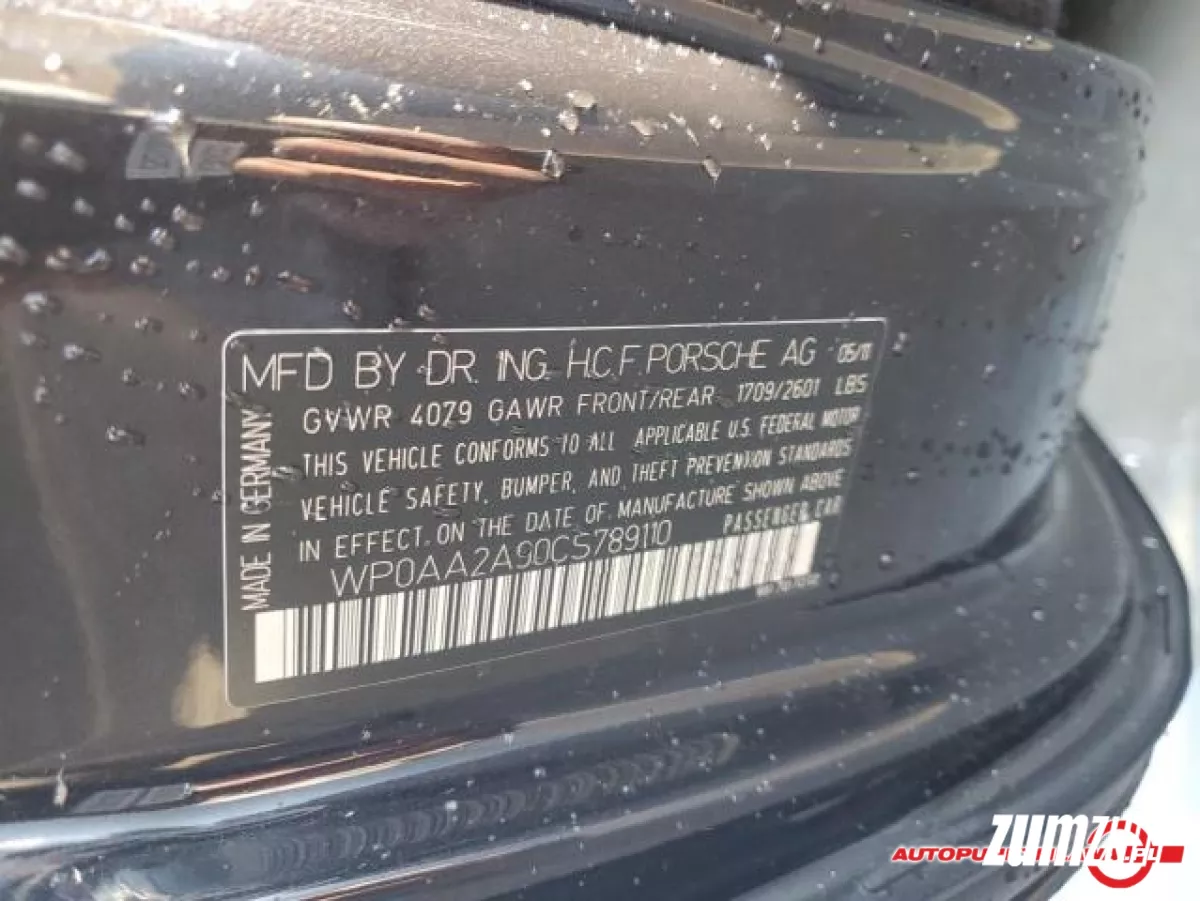 MFD BY DR. ING. H.C.F. PORSCHE AG 05/11
GVWR 4079 GAWR FRONT/REAR 1709/2601 LBS
THIS VEHICLE CONFORMS TO ALL APPLICABLE U.S. FEDERAL MOTOR
VEHICLE SAFETY, BUMPER, AND THEFT PREVENTION STANDARDS
IN EFFECT ON THE DATE OF MANUFACTURE SHOWN ABOVE
WP0AA2A90CS789110 PASSENGER CAR
MADE IN GERMANY